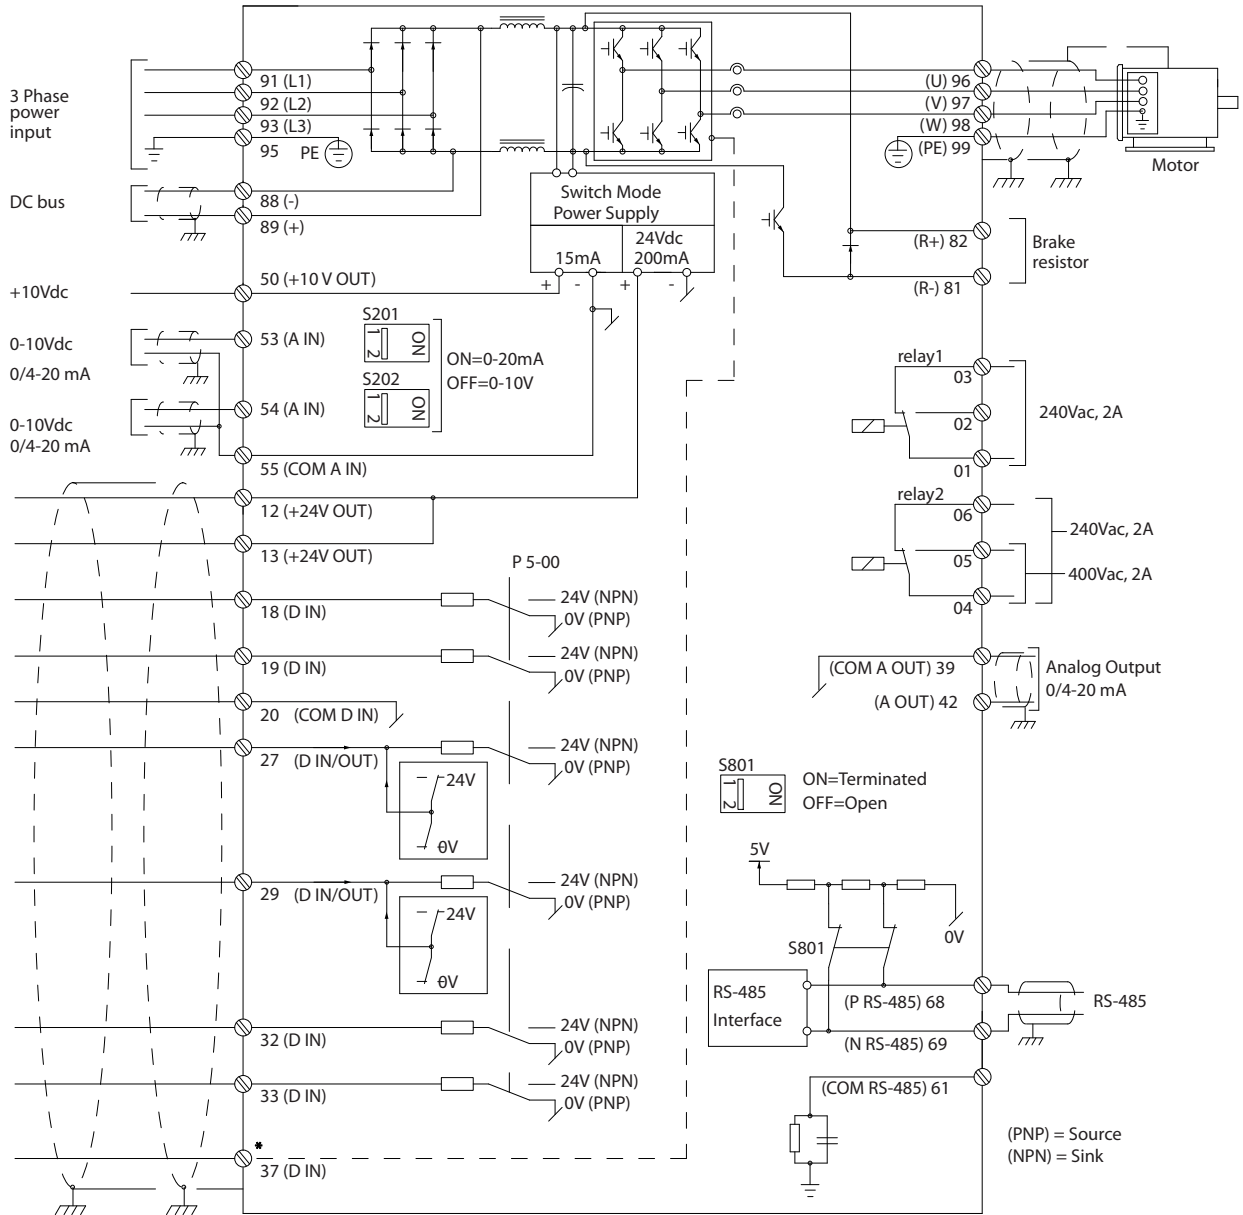 3 Phase
power
input
91 (L1)
92 (L2)
93 (L3)
95
PE
DC bus
88 (-)
89 (+)
+10Vdc
50 (+10 V OUT)
0-10Vdc
0/4-20 mA
53 (A IN)
0-10Vdc
0/4-20 mA
54 (A IN)
55 (COM A IN)
12 (+24V OUT)
13 (+24V OUT)
18 (D IN)
19 (D IN)
20 (COM D IN)
27 (D IN/OUT)
29 (D IN/OUT)
32 (D IN)
33 (D IN)
*
37 (D IN)
S201
1 2
ON
S202
1 2
ON
ON=0-20mA
OFF=0-10V
Switch Mode
Power Supply
15mA
24Vdc
200mA
+ - + -
P 5-00
24V (NPN)
0V (PNP)
24V (NPN)
0V (PNP)
24V (NPN)
0V (PNP)
24V
0V
24V (NPN)
0V (PNP)
24V
0V
24V (NPN)
0V (PNP)
24V (NPN)
0V (PNP)
(U) 96
(V) 97
(W) 98
(PE) 99
Motor
(R+) 82
(R-) 81
Brake
resistor
relay1
03
02
01
240Vac, 2A
relay2
06
05
04
240Vac, 2A
400Vac, 2A
(COM A OUT) 39
(A OUT) 42
Analog Output
0/4-20 mA
S801
1 2
ON
ON=Terminated
OFF=Open
5V
0V
S801
RS-485
Interface
(P RS-485) 68
(N RS-485) 69
RS-485
(COM RS-485) 61
(PNP) = Source
(NPN) = Sink